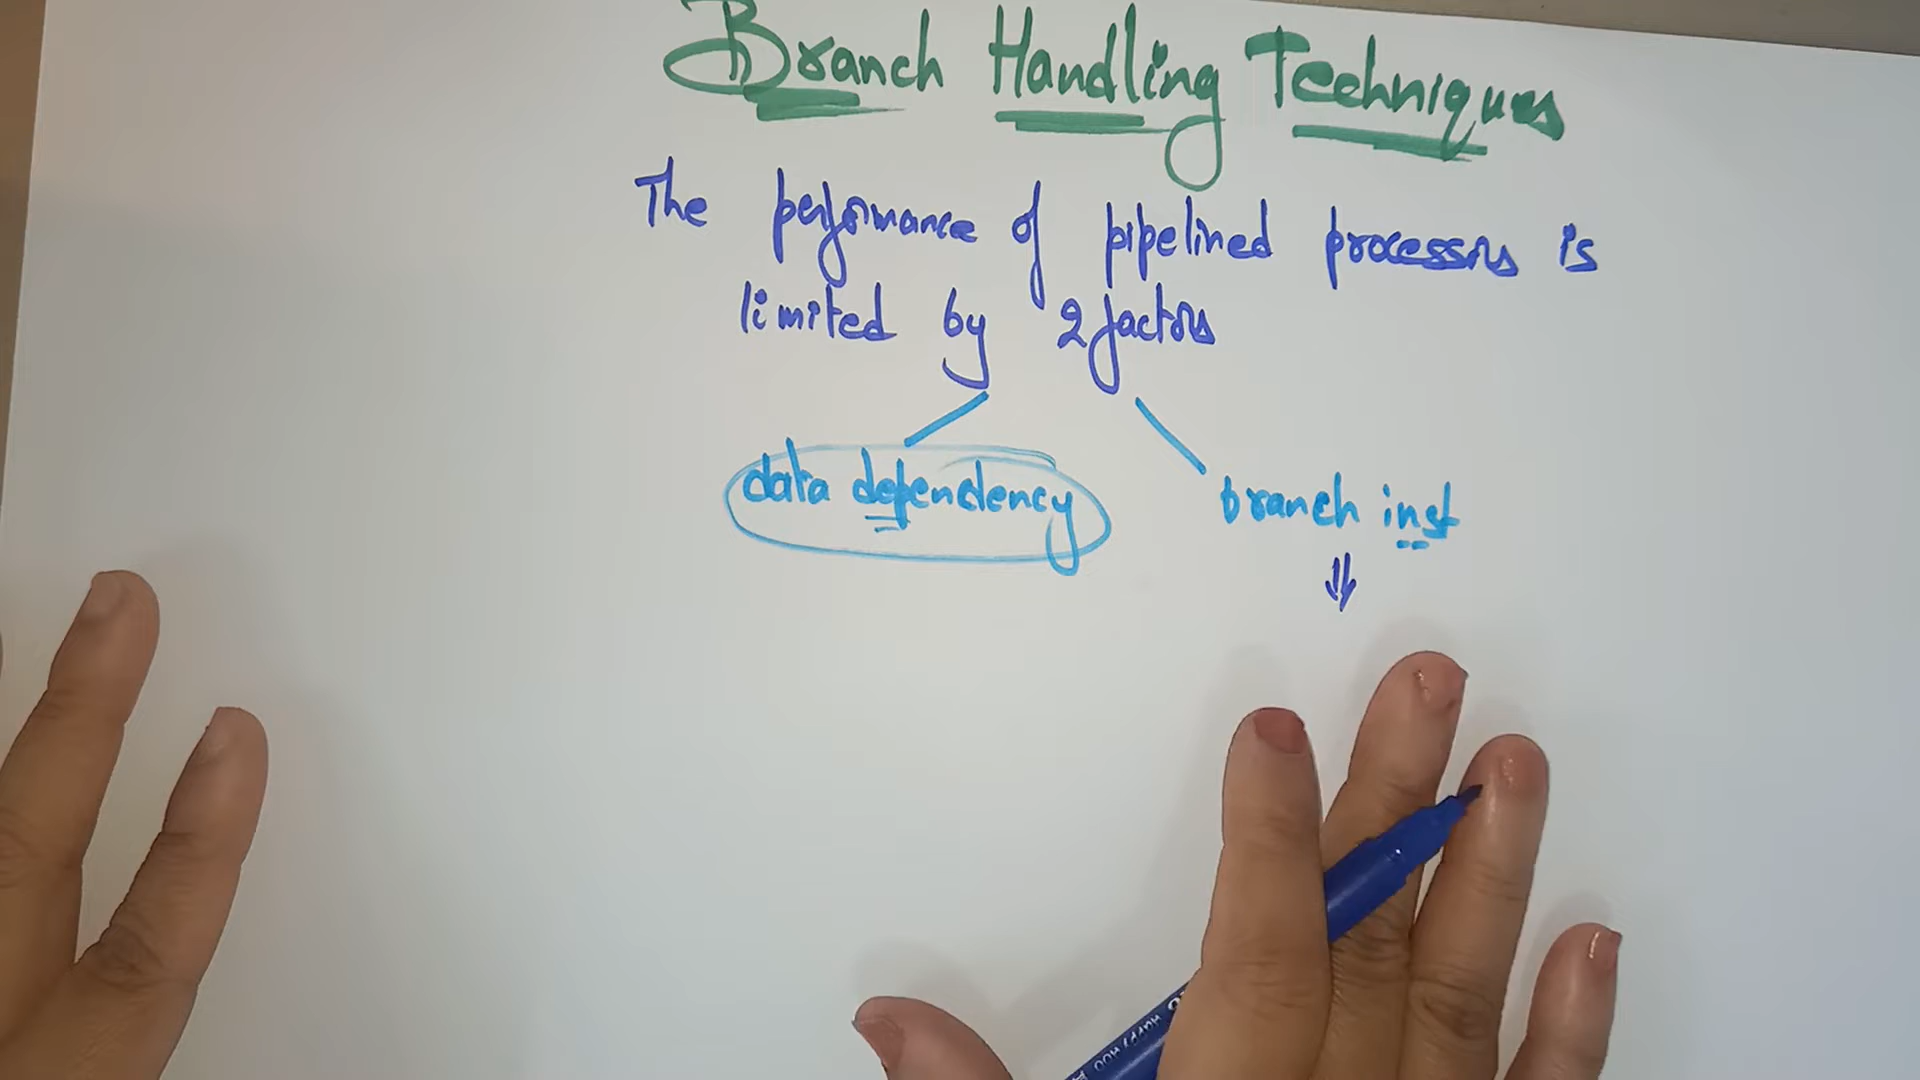 Branch Handling Techniques
The performance of pipelined processors is
limited by 2 factors
data dependency
branch inst